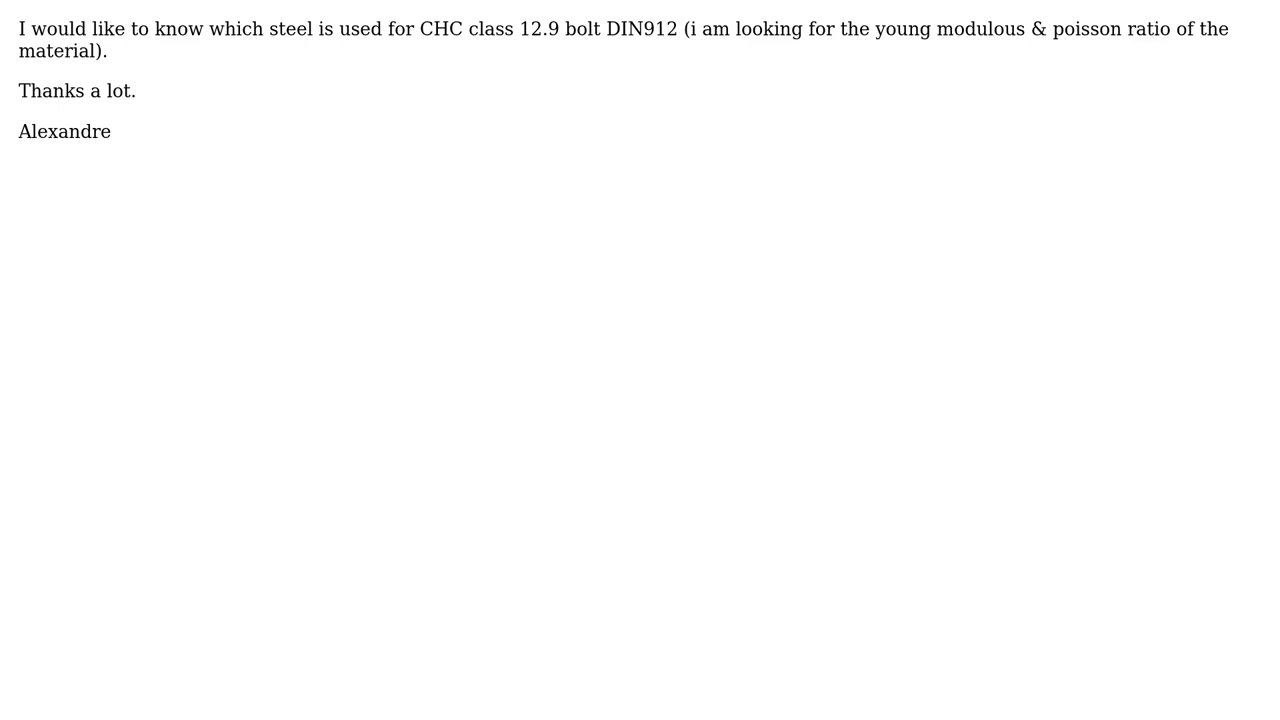 I would like to know which steel is used for CHC class 12.9 bolt DIN912 (i am looking for the young modulous & poisson ratio of the
material).
Thanks a lot.
Alexandre